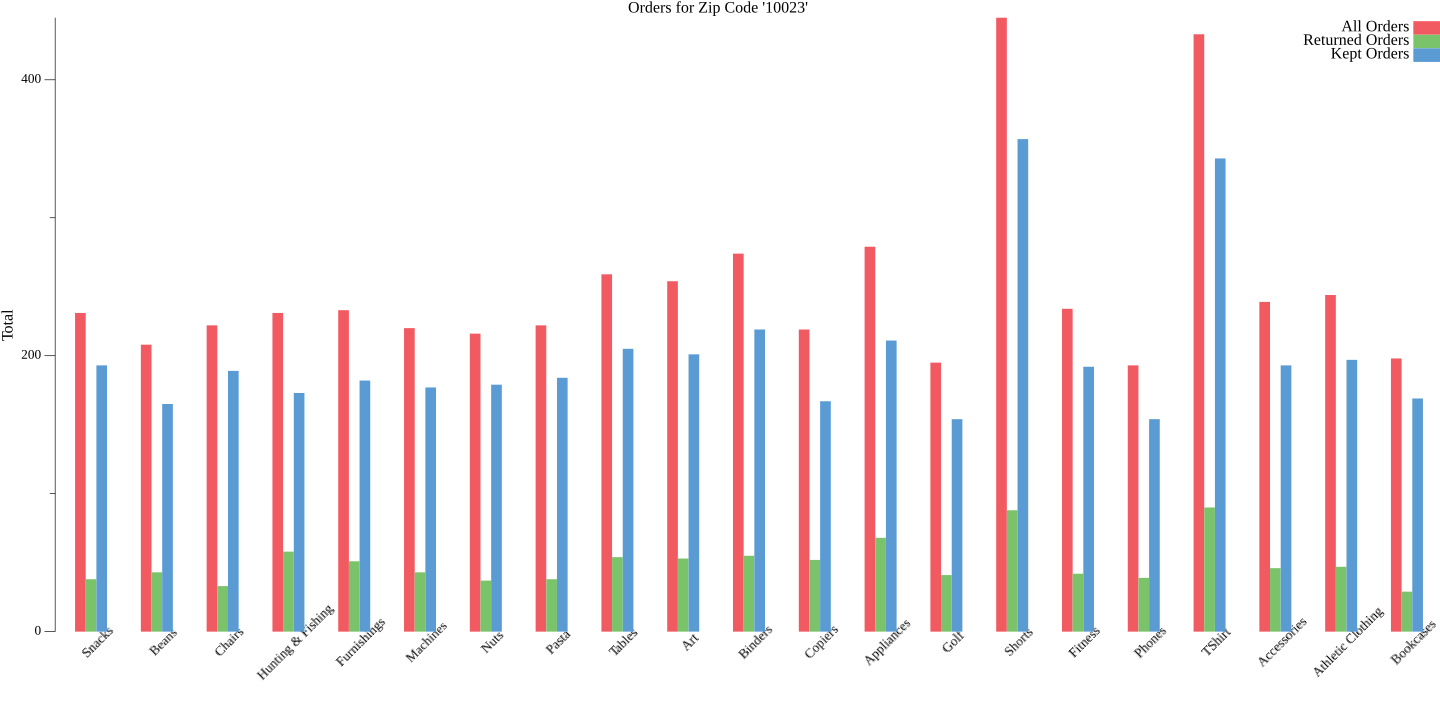 Orders for Zip Code '10023'
All Orders
Returned Orders
Kept Orders
Total
400
200
0
Snacks
Beans
Chairs
Hunting & Fishing
Furnishings
Machines
Nuts
Pasta
Tables
Art
Binders
Copiers
Appliances
Golf
Shorts
Fitness
Phones
TShirt
Accessories
Athletic Clothing
Bookcases